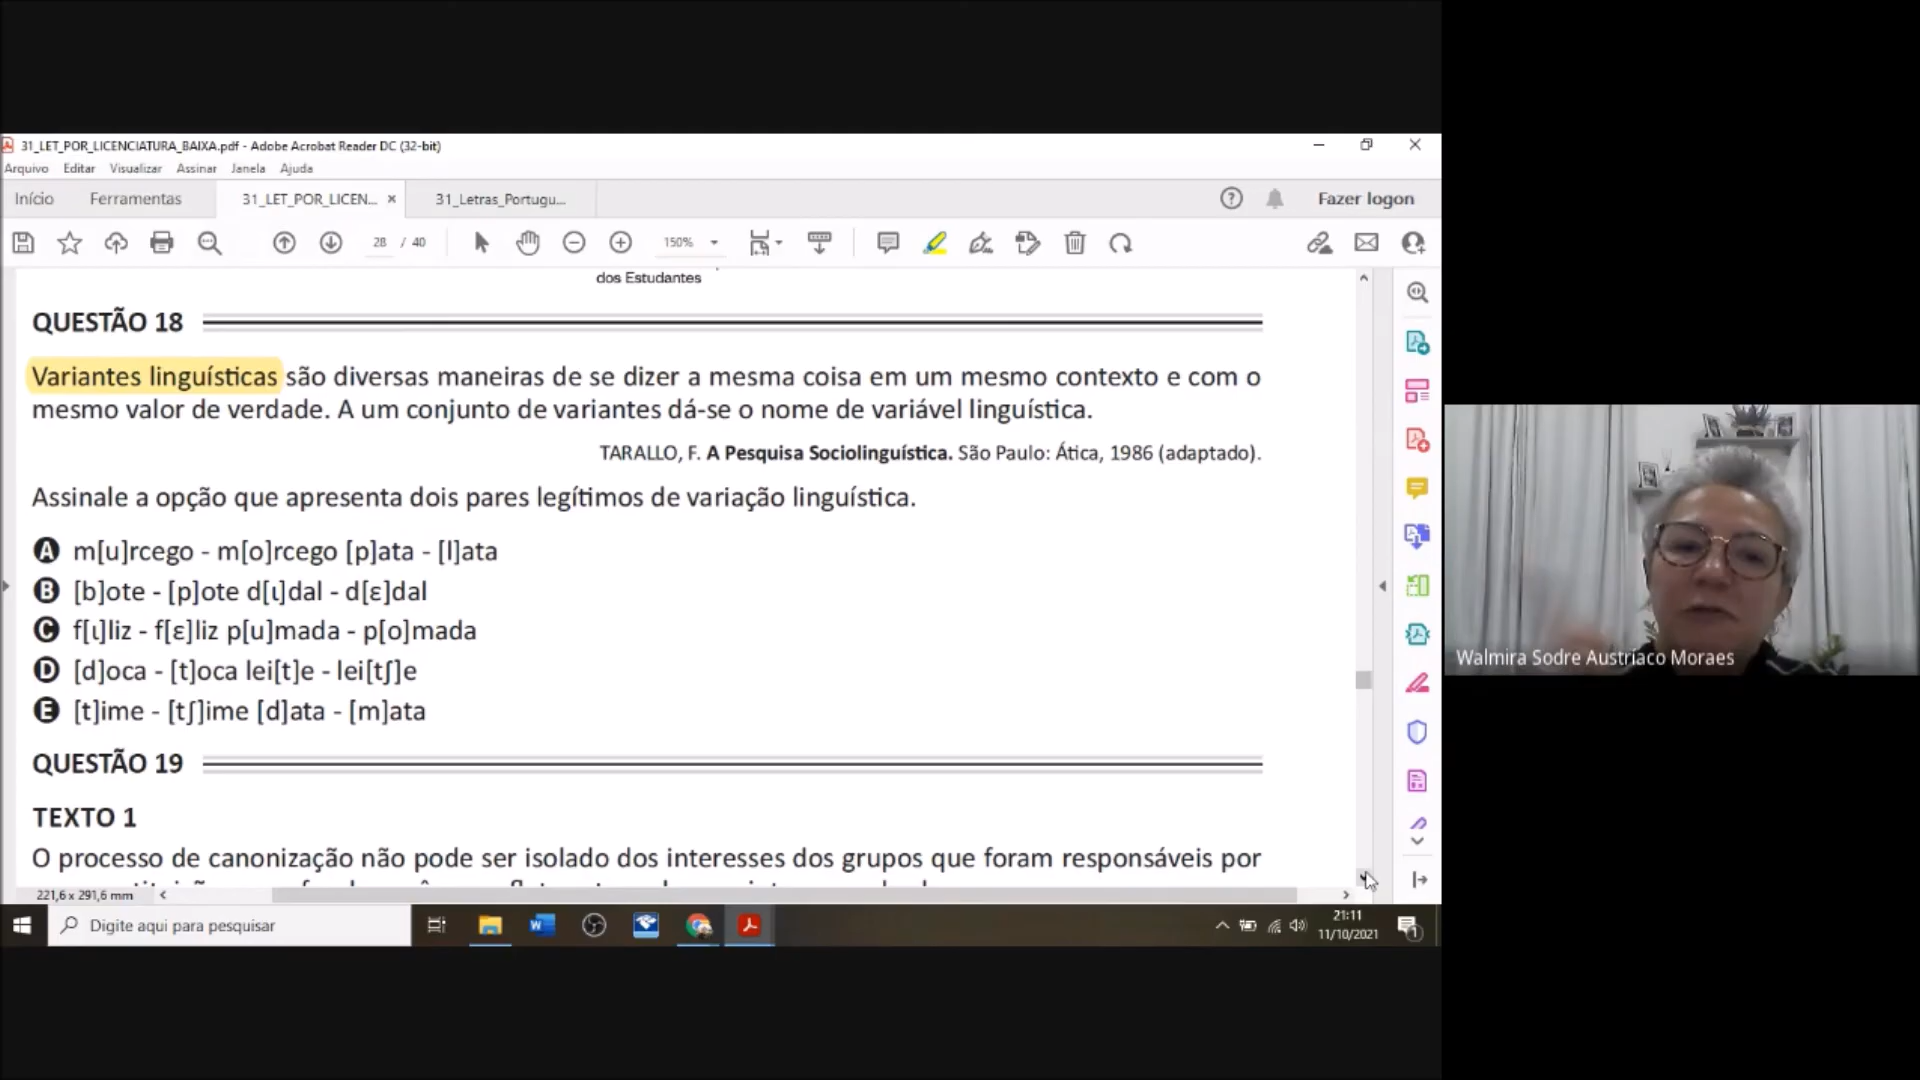 31_LET_POR_LICENCIATURA_BAIXA.pdf - Adobe Acrobat Reader DC (32-bit)
Arquivo Editar Visualizar Assinar Janela Ajuda
Início Ferramentas 31_LET_POR_LICEN... × 31_Letras_Portugu... Fazer logon
28 / 40 150%
dos Estudantes
QUESTÃO 18
Variantes linguísticas são diversas maneiras de se dizer a mesma coisa em um mesmo contexto e com o
mesmo valor de verdade. A um conjunto de variantes dá-se o nome de variável linguística.
TARALLO, F. A Pesquisa Sociolinguística. São Paulo: Ática, 1986 (adaptado).
Assinale a opção que apresenta dois pares legítimos de variação linguística.
A m[u]rcego - m[o]rcego [p]ata - [l]ata
B [b]ote - [p]ote d[ɩ]dal - d[ɛ]dal
C f[ɩ]liz - f[ɛ]liz p[u]mada - p[o]mada
D [d]oca - [t]oca lei[t]e - lei[tʃ]e
E [t]ime - [tʃ]ime [d]ata - [m]ata
QUESTÃO 19
TEXTO 1
O processo de canonização não pode ser isolado dos interesses dos grupos que foram responsáveis por
221,6 x 291,6 mm
Digite aqui para pesquisar
21:11
11/10/2021
1
Walmira Sodre Austríaco Moraes